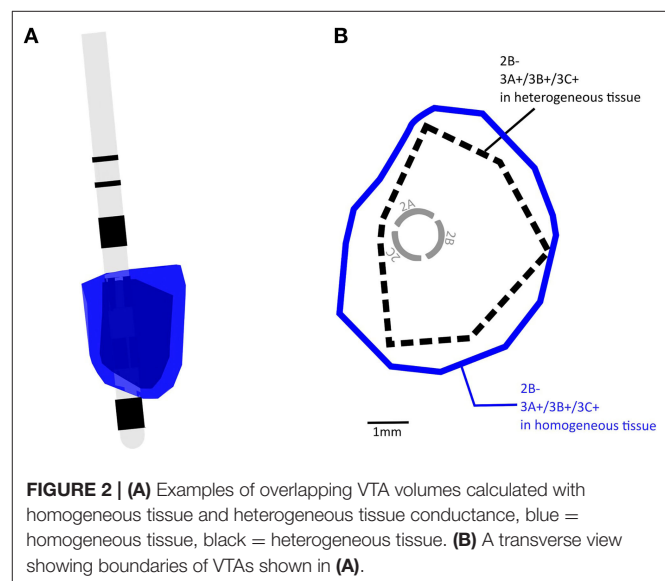 A
B
2B-
3A+/3B+/3C+
in heterogeneous tissue
2A
2B
2C
2B-
3A+/3B+/3C+
in homogeneous tissue
1mm
FIGURE 2 | (A) Examples of overlapping VTA volumes calculated with
homogeneous tissue and heterogeneous tissue conductance, blue =
homogeneous tissue, black = heterogeneous tissue. (B) A transverse view
showing boundaries of VTAs shown in (A).